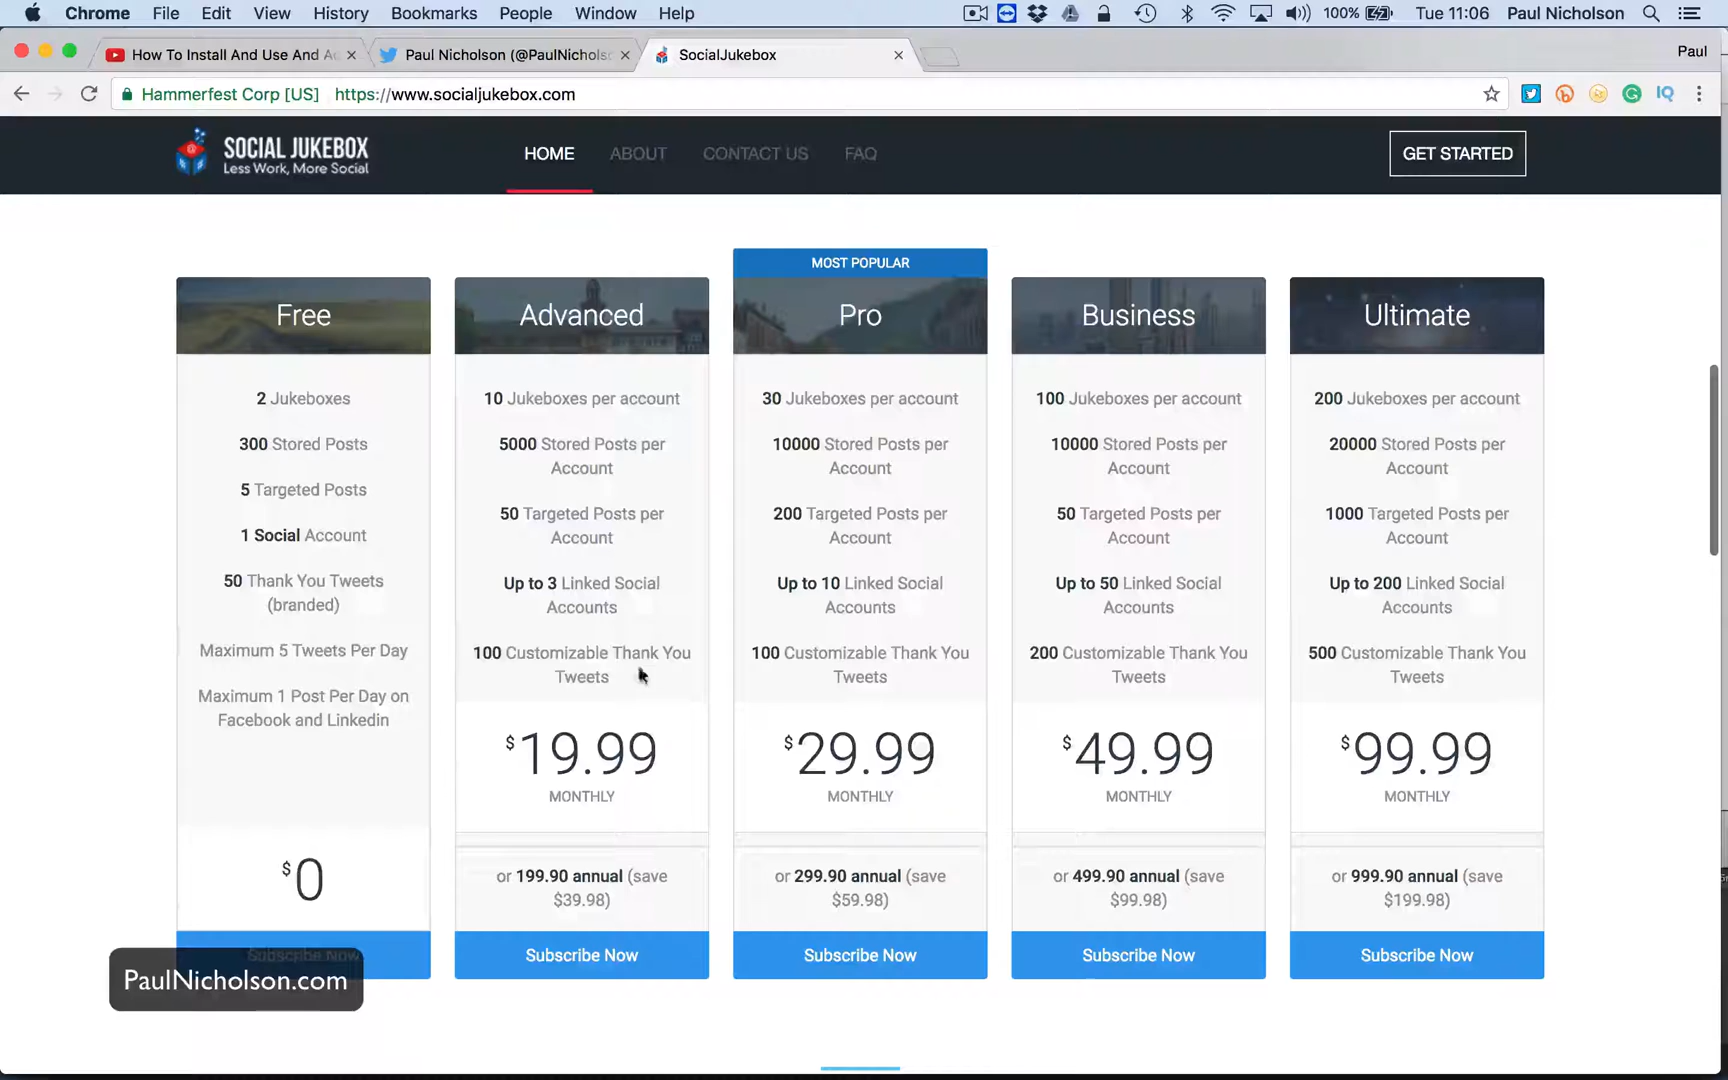 Chrome File Edit View History Bookmarks People Window Help 100% Tue 11:06 Paul Nicholson
How To Install And Use And A Paul Nicholson (@PaulNichols SocialJukebox Paul
Hammerfest Corp [US] https://www.socialjukebox.com
SOCIAL JUKEBOX
Less Work, More Social
HOME ABOUT CONTACT US FAQ GET STARTED
MOST POPULAR
Free
2 Jukeboxes
300 Stored Posts
5 Targeted Posts
1 Social Account
50 Thank You Tweets
(branded)
Maximum 5 Tweets Per Day
Maximum 1 Post Per Day on
Facebook and Linkedin
$0
Subscribe Now
Advanced
10 Jukeboxes per account
5000 Stored Posts per
Account
50 Targeted Posts per
Account
Up to 3 Linked Social
Accounts
100 Customizable Thank You
Tweets
$19.99
MONTHLY
or 199.90 annual (save
$39.98)
Subscribe Now
Pro
30 Jukeboxes per account
10000 Stored Posts per
Account
200 Targeted Posts per
Account
Up to 10 Linked Social
Accounts
100 Customizable Thank You
Tweets
$29.99
MONTHLY
or 299.90 annual (save
$59.98)
Subscribe Now
Business
100 Jukeboxes per account
10000 Stored Posts per
Account
50 Targeted Posts per
Account
Up to 50 Linked Social
Accounts
200 Customizable Thank You
Tweets
$49.99
MONTHLY
or 499.90 annual (save
$99.98)
Subscribe Now
Ultimate
200 Jukeboxes per account
20000 Stored Posts per
Account
1000 Targeted Posts per
Account
Up to 200 Linked Social
Accounts
500 Customizable Thank You
Tweets
$99.99
MONTHLY
or 999.90 annual (save
$199.98)
Subscribe Now
PaulNicholson.com